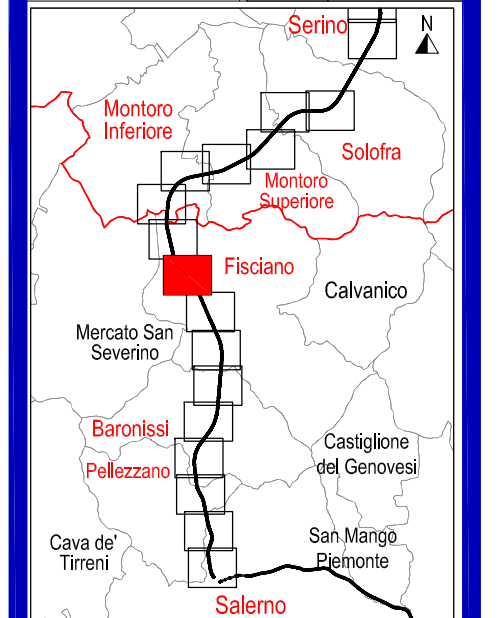 Serino
N
Montoro
Inferiore
Solofra
Montoro
Superiore
Fisciano
Calvanico
Mercato San
Severino
Baronissi
Castiglione
del Genovesi
Pellezzano
Cava de'
Tirreni
San Mango
Piemonte
Salerno